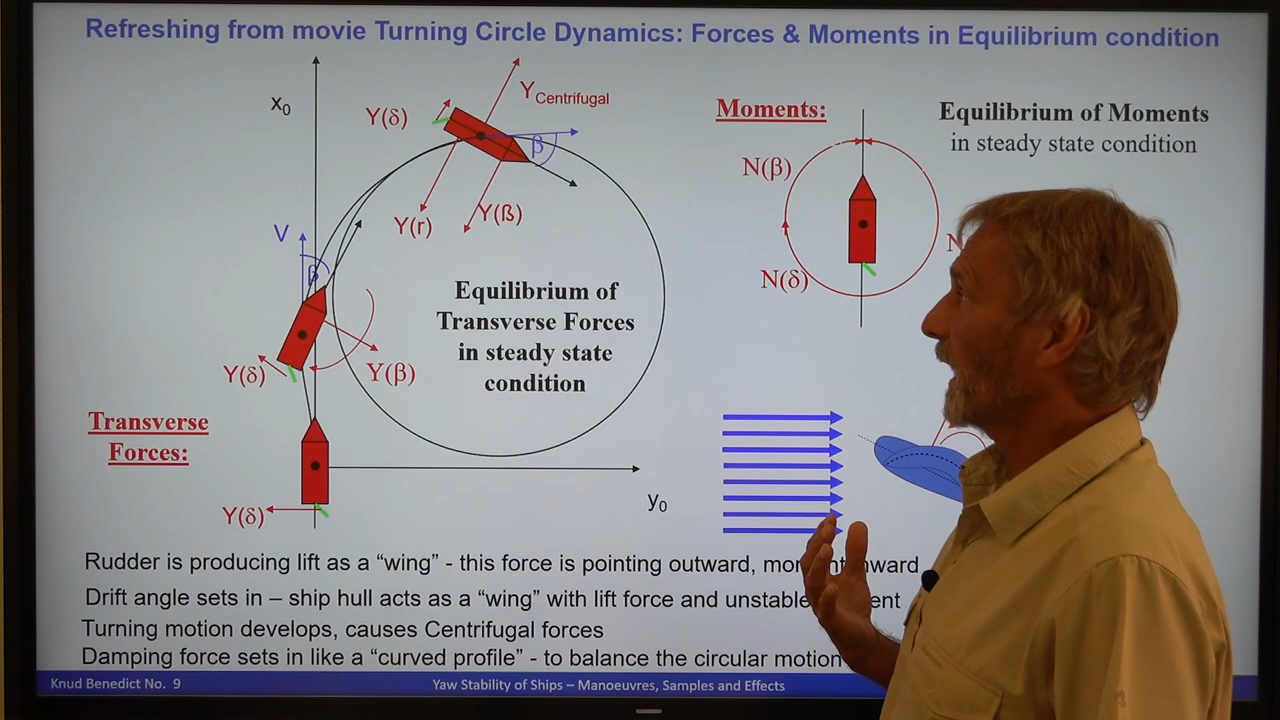 Refreshing from movie Turning Circle Dynamics: Forces & Moments in Equilibrium condition
x0
Y(δ)
YCentrifugal
β
Y(r)
Y(ß)
V
β
Y(δ)
Y(β)
Equilibrium of
Transverse Forces
in steady state
condition
Transverse
Forces:
Y(δ)
y0
Moments:
Equilibrium of Moments
in steady state condition
N(β)
N
N(δ)
Rudder is producing lift as a “wing” - this force is pointing outward, inward
Drift angle sets in – ship hull acts as a “wing” with lift force and unstable
Turning motion develops, causes Centrifugal forces
Damping force sets in like a “curved profile” - to balance the circular motion
Knud Benedict No. 9
Yaw Stability of Ships – Manoeuvres, Samples and Effects